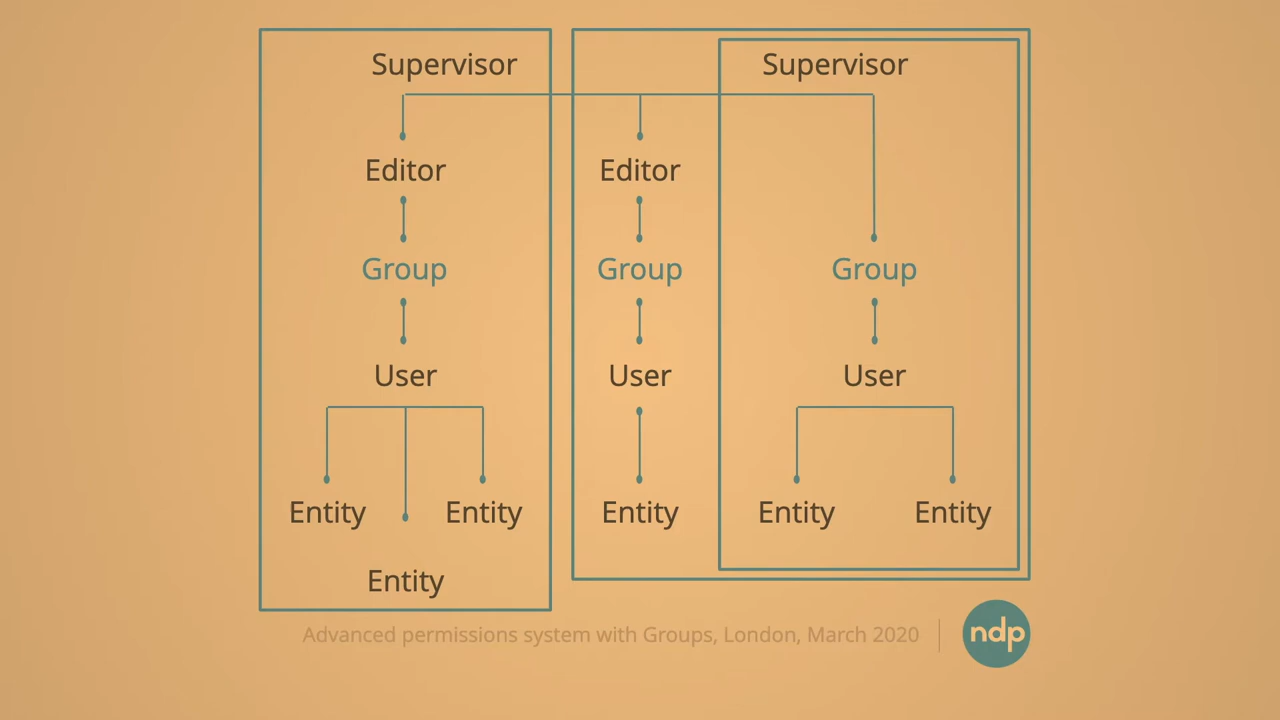 Supervisor Supervisor
Editor Editor
Group Group Group
User User User
Entity Entity Entity Entity Entity
Entity
Advanced permissions system with Groups, London, March 2020
ndp